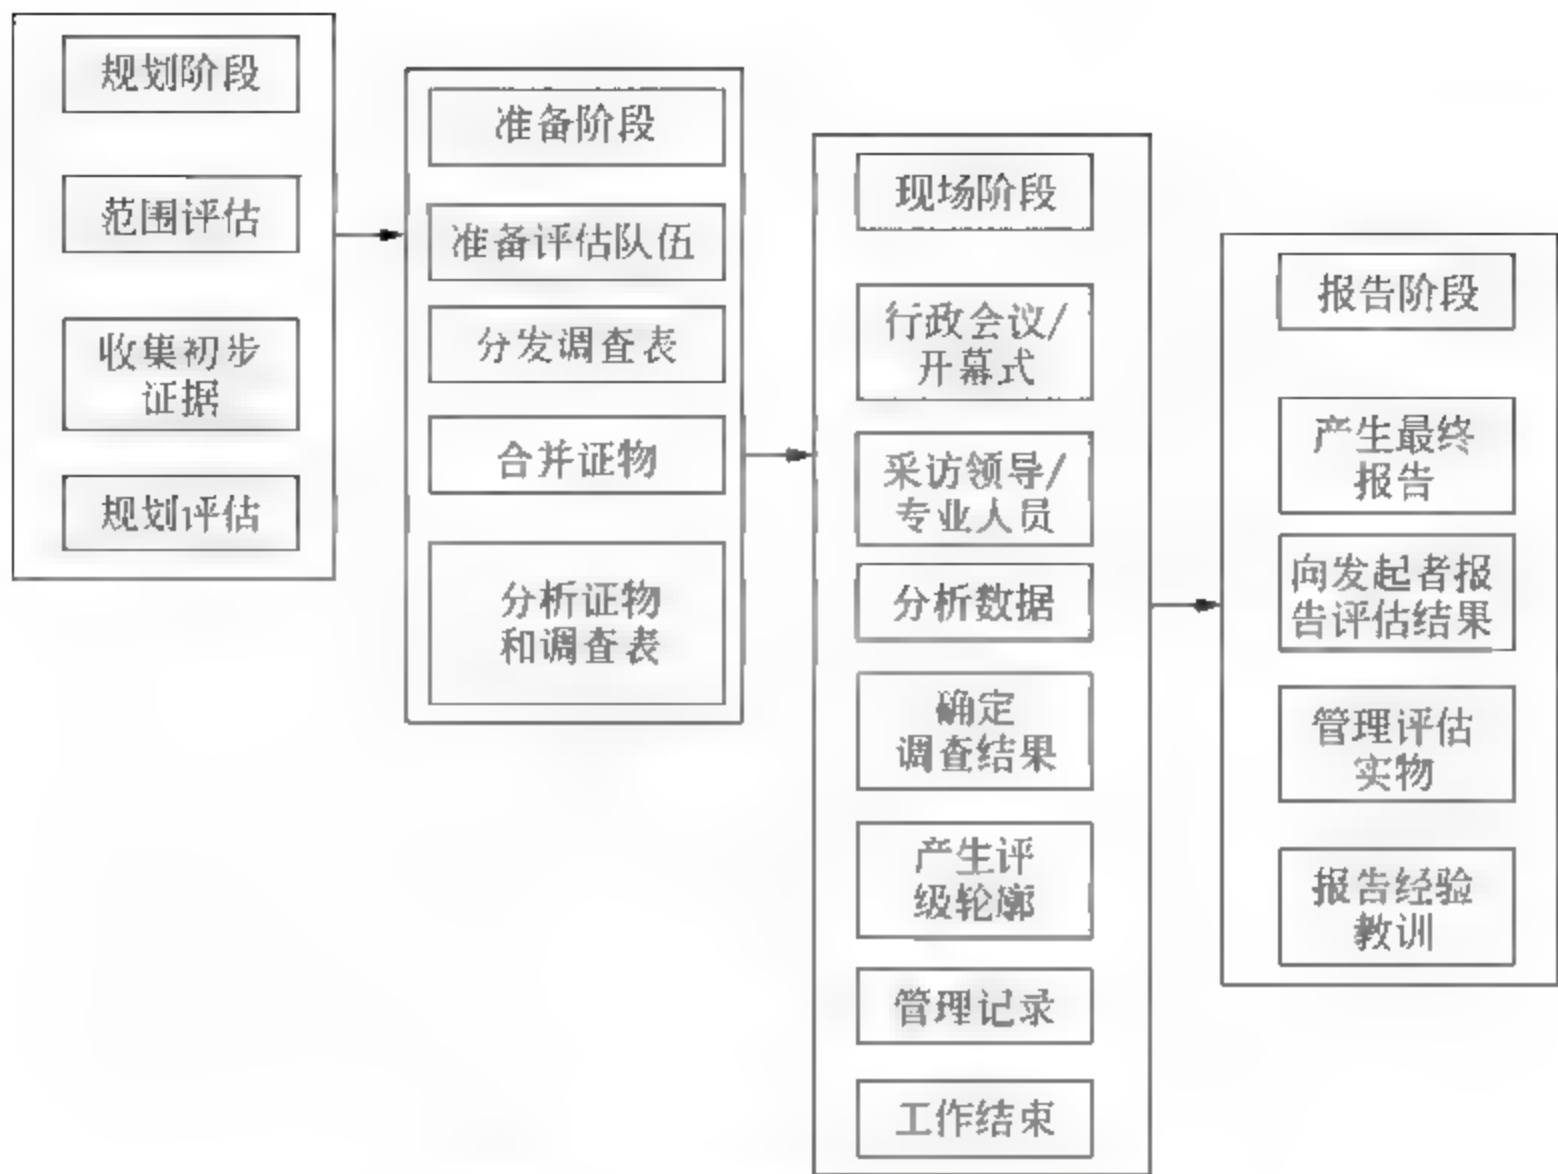 规划阶段
范围评估
收集初步
证据
规划评估
准备阶段
准备评估队伍
分发调查表
合并证物
分析证物
和调查表
现场阶段
行政会议/
开幕式
采访领导/
专业人员
分析数据
确定
调查结果
产生评
级轮廓
管理记录
工作结束
报告阶段
产生最终
报告
向发起者报
告评估结果
管理评估
实物
报告经验
教训